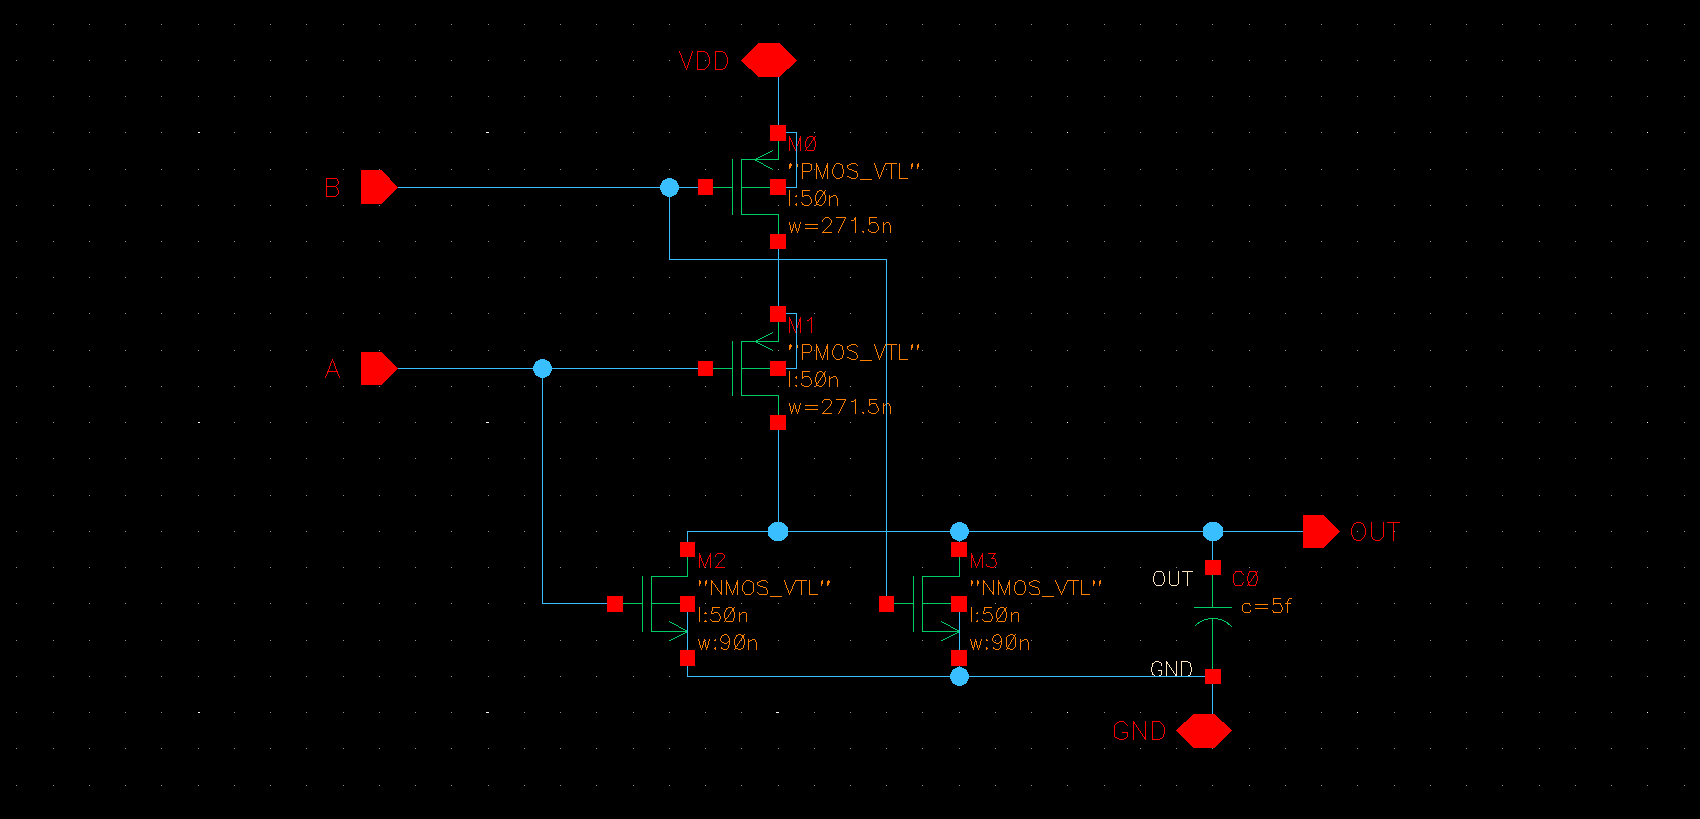 VDD
M0
"PMOS_VTL"
l:50n
w=271.5n
B
M1
"PMOS_VTL"
l:50n
w=271.5n
A
OUT
M2
"NMOS_VTL"
l:50n
w:90n
M3
"NMOS_VTL"
l:50n
w:90n
OUT
C0
c=5f
GND
GND